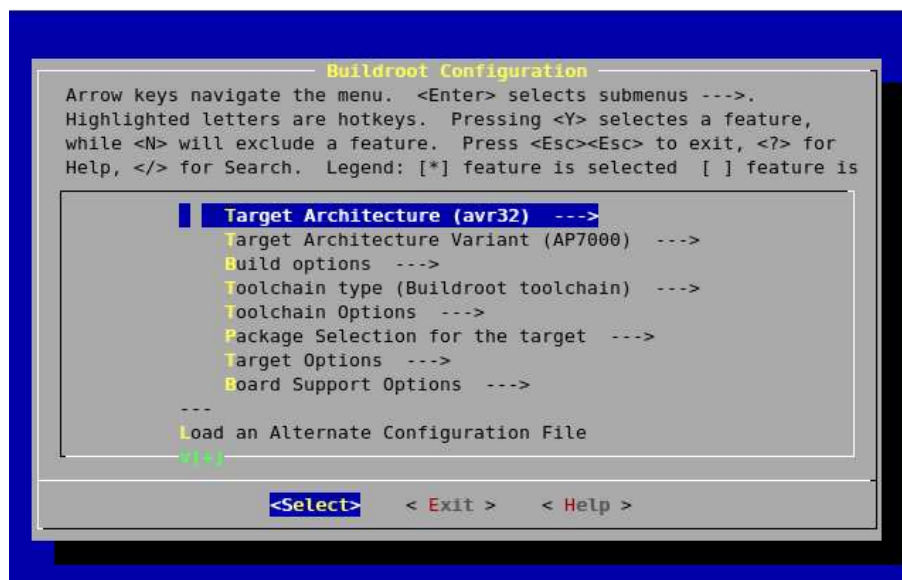 Buildroot Configuration
Arrow keys navigate the menu.  <Enter> selects submenus --->.
Highlighted letters are hotkeys.  Pressing <Y> selectes a feature,
while <N> will exclude a feature.  Press <Esc><Esc> to exit, <?> for
Help, </> for Search.  Legend: [*] feature is selected  [ ] feature is
Target Architecture (avr32)  --->
Target Architecture Variant (AP7000)  --->
Build options  --->
Toolchain type (Buildroot toolchain)  --->
Toolchain Options  --->
Package Selection for the target  --->
Target Options  --->
Board Support Options  --->
---
Load an Alternate Configuration File
v(+)
<Select>    < Exit >    < Help >